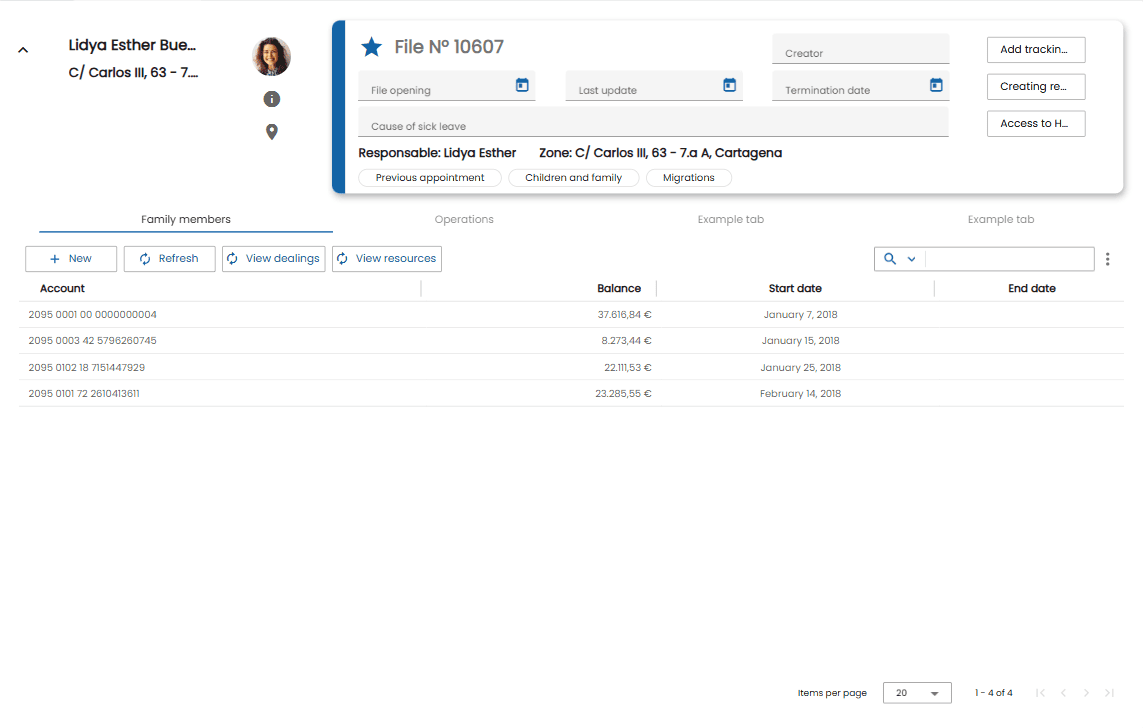 Lidya Esther Bue...
C/ Carlos III, 63 - 7....
File Nº 10607
Creator
Add trackin...
File opening
Last update
Termination date
Creating re...
Cause of sick leave
Access to H...
Responsable: Lidya Esther Zone: C/ Carlos III, 63 - 7.a A, Cartagena
Previous appointment Children and family Migrations
Family members Operations Example tab Example tab
New Refresh View dealings View resources
Account Balance Start date End date
2095 0001 00 0000000004 37.616,84 € January 7, 2018
2095 0003 42 5796260745 8.273,44 € January 15, 2018
2095 0102 18 7151447929 22.111,53 € January 25, 2018
2095 0101 72 2610413611 23.285,55 € February 14, 2018
Items per page 20 1 - 4 of 4